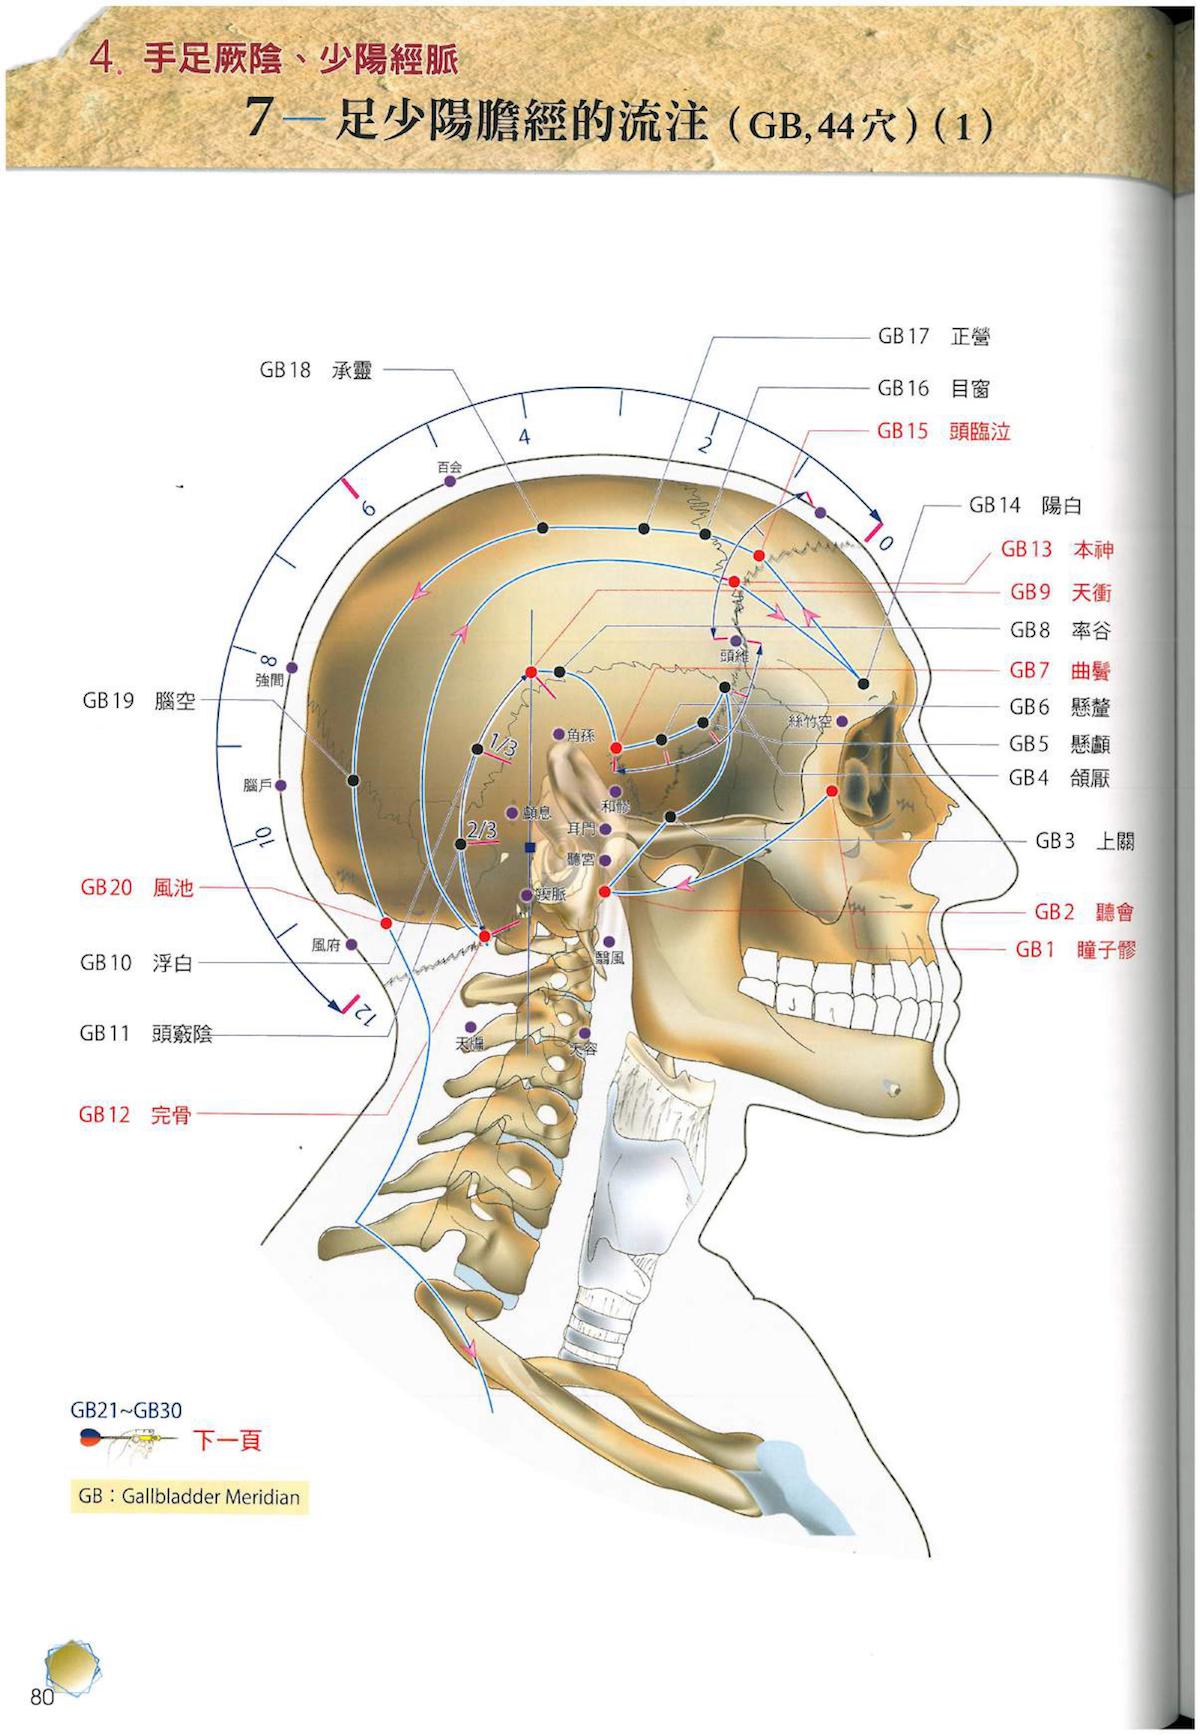 4. 手足厥陰、少陽經脈
7— 足少陽膽經的流注（GB,44穴）（1）
GB17 正營
GB18 承靈
GB16 目窗
GB15 頭臨泣
4
2
百会
6
0
GB14 陽白
GB13 本神
GB9 天衝
GB8 率谷
頭維
8
強間
GB7 曲鬢
GB19 腦空
GB6 懸釐
絲竹空
角孫
1/3
GB5 懸顱
GB4 頷厭
腦戶
和髎
顱息
耳門
2/3
10
GB3 上關
聽宮
GB20 風池
瘈脈
GB2 聽會
風府
GB1 瞳子髎
翳風
GB10 浮白
12
GB11 頭竅陰
天牖
天容
GB12 完骨
GB21~GB30
下一頁
GB：Gallbladder Meridian
80